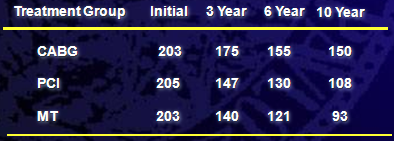 Treatment Group Initial 3 Year 6 Year 10 Year
CABG 203 175 155 150
PCI 205 147 130 108
MT 203 140 121 93